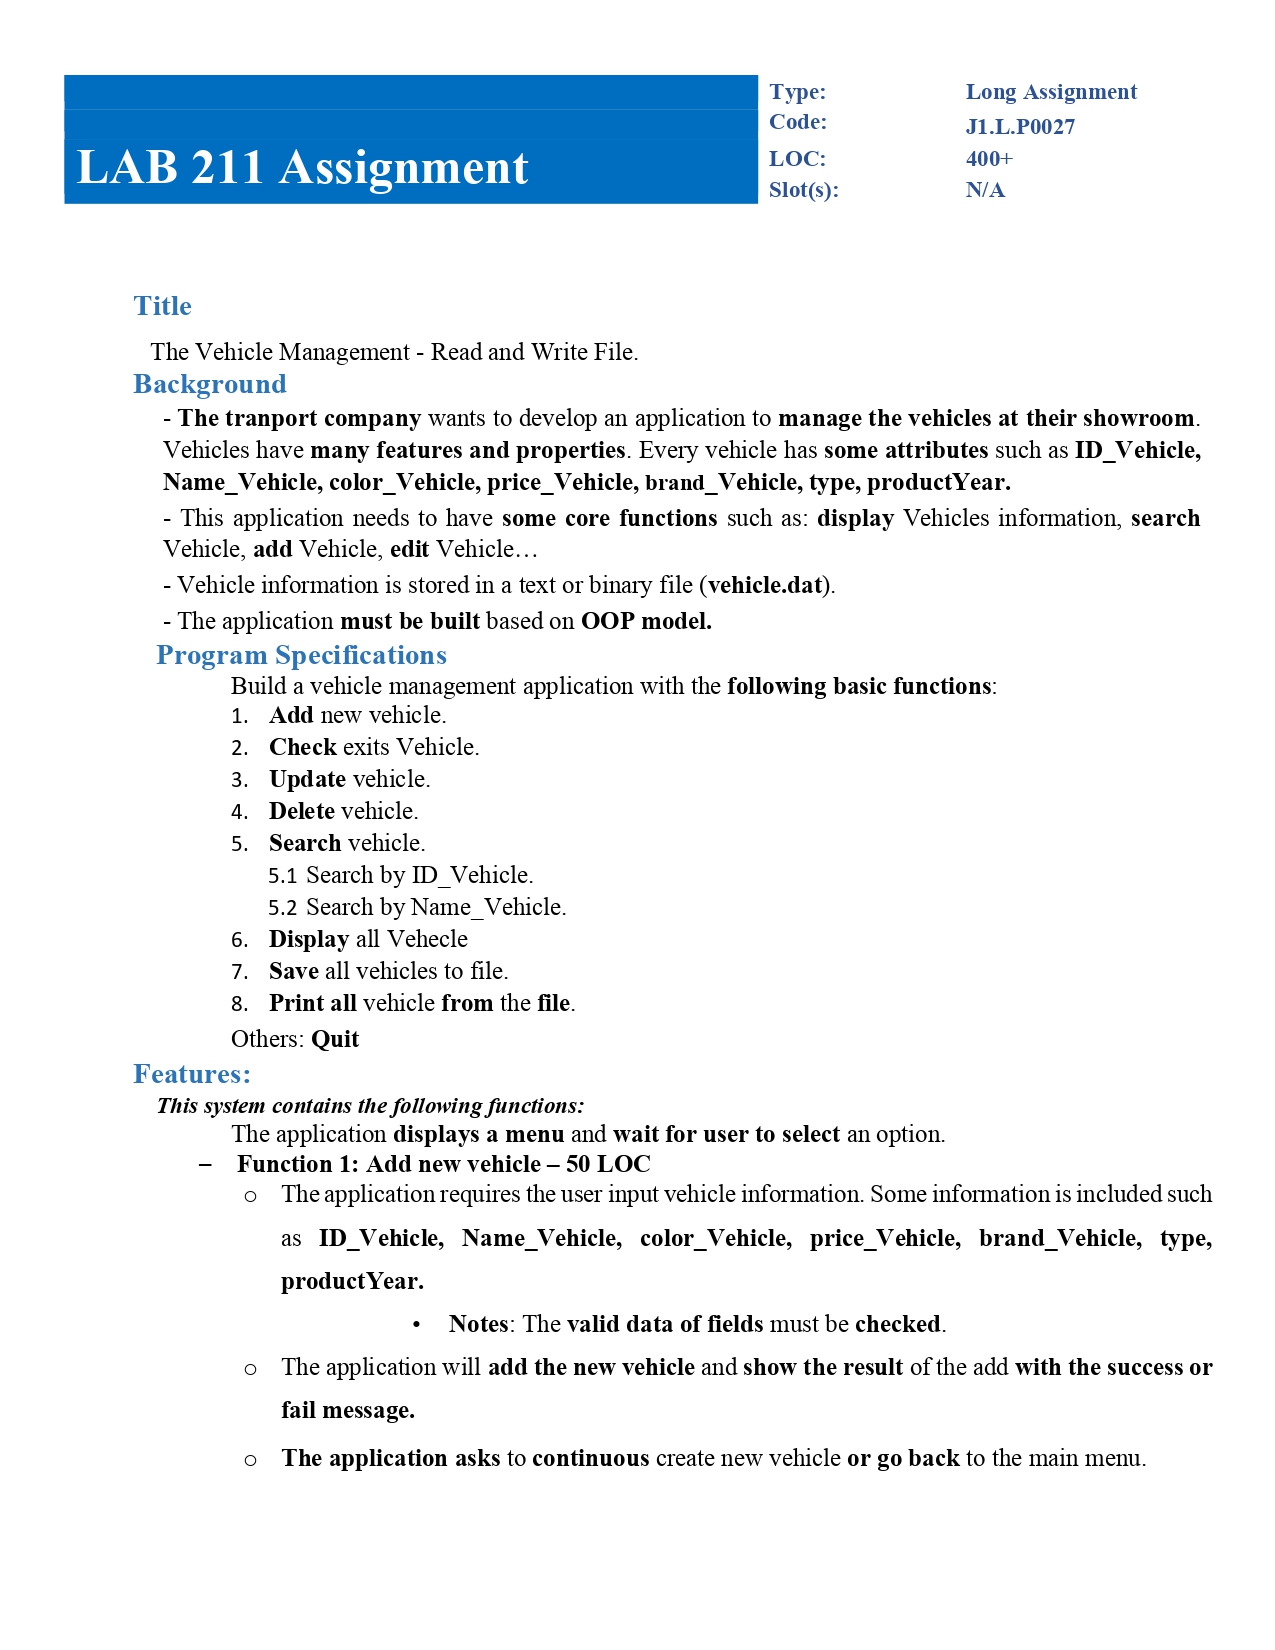 LAB 211 Assignment
Type: Long Assignment
Code: J1.L.P0027
LOC: 400+
Slot(s): N/A
Title
The Vehicle Management - Read and Write File.
Background
- The tranport company wants to develop an application to manage the vehicles at their showroom.
Vehicles have many features and properties. Every vehicle has some attributes such as ID_Vehicle,
Name_Vehicle, color_Vehicle, price_Vehicle, brand_Vehicle, type, productYear.
- This application needs to have some core functions such as: display Vehicles information, search
Vehicle, add Vehicle, edit Vehicle…
- Vehicle information is stored in a text or binary file (vehicle.dat).
- The application must be built based on OOP model.
Program Specifications
Build a vehicle management application with the following basic functions:
1. Add new vehicle.
2. Check exits Vehicle.
3. Update vehicle.
4. Delete vehicle.
5. Search vehicle.
5.1 Search by ID_Vehicle.
5.2 Search by Name_Vehicle.
6. Display all Vehecle
7. Save all vehicles to file.
8. Print all vehicle from the file.
Others: Quit
Features:
This system contains the following functions:
The application displays a menu and wait for user to select an option.
– Function 1: Add new vehicle – 50 LOC
o The application requires the user input vehicle information. Some information is included such
as ID_Vehicle, Name_Vehicle, color_Vehicle, price_Vehicle, brand_Vehicle, type,
productYear.
• Notes: The valid data of fields must be checked.
o The application will add the new vehicle and show the result of the add with the success or
fail message.
o The application asks to continuous create new vehicle or go back to the main menu.